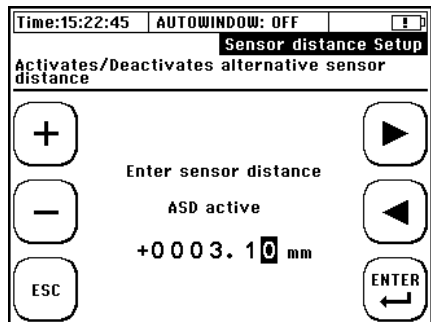 Time:15:22:45 AUTOWINDOW: OFF !
Sensor distance Setup
Activates/Deactivates alternative sensor
distance
+
Enter sensor distance
− ASD active
+0003.10 mm
ESC ENTER